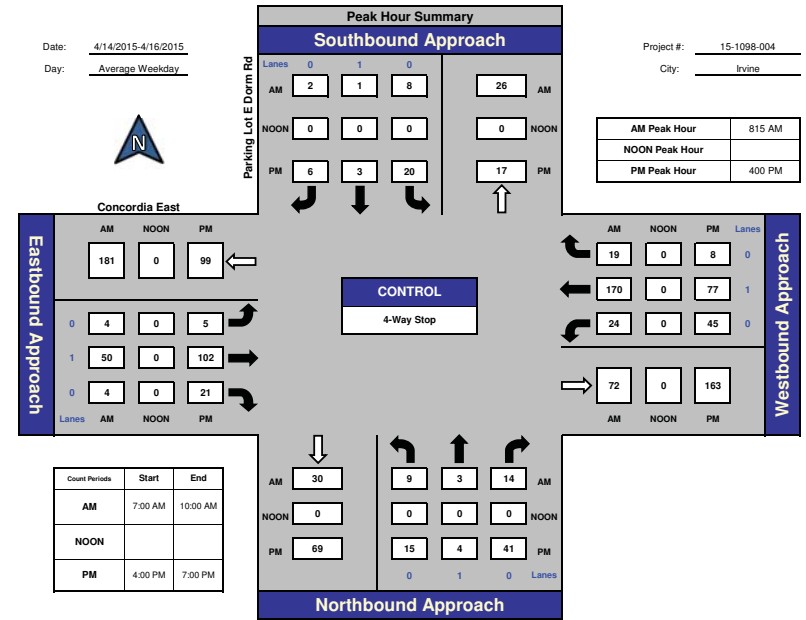 Peak Hour Summary
Southbound Approach
Date: 4/14/2015-4/16/2015
Day: Average Weekday
Project #: 15-1098-004
City: Irvine
N
Parking Lot E Dorm Rd
Lanes 0 1 0
AM 2 1 8 26 AM
NOON 0 0 0 0 NOON
PM 6 3 20 17 PM
AM Peak Hour 815 AM
NOON Peak Hour
PM Peak Hour 400 PM
Concordia East
Eastbound Approach
AM NOON PM
181 0 99
0 4 0 5
1 50 0 102
0 4 0 21
Lanes AM NOON PM
CONTROL
4-Way Stop
AM NOON PM Lanes
19 0 8 0
170 0 77 1
24 0 45 0
72 0 163
AM NOON PM
Westbound Approach
Count Periods Start End
AM 7:00 AM 10:00 AM
NOON
PM 4:00 PM 7:00 PM
AM 30 9 3 14 AM
NOON 0 0 0 0 NOON
PM 69 15 4 41 PM
0 1 0 Lanes
Northbound Approach